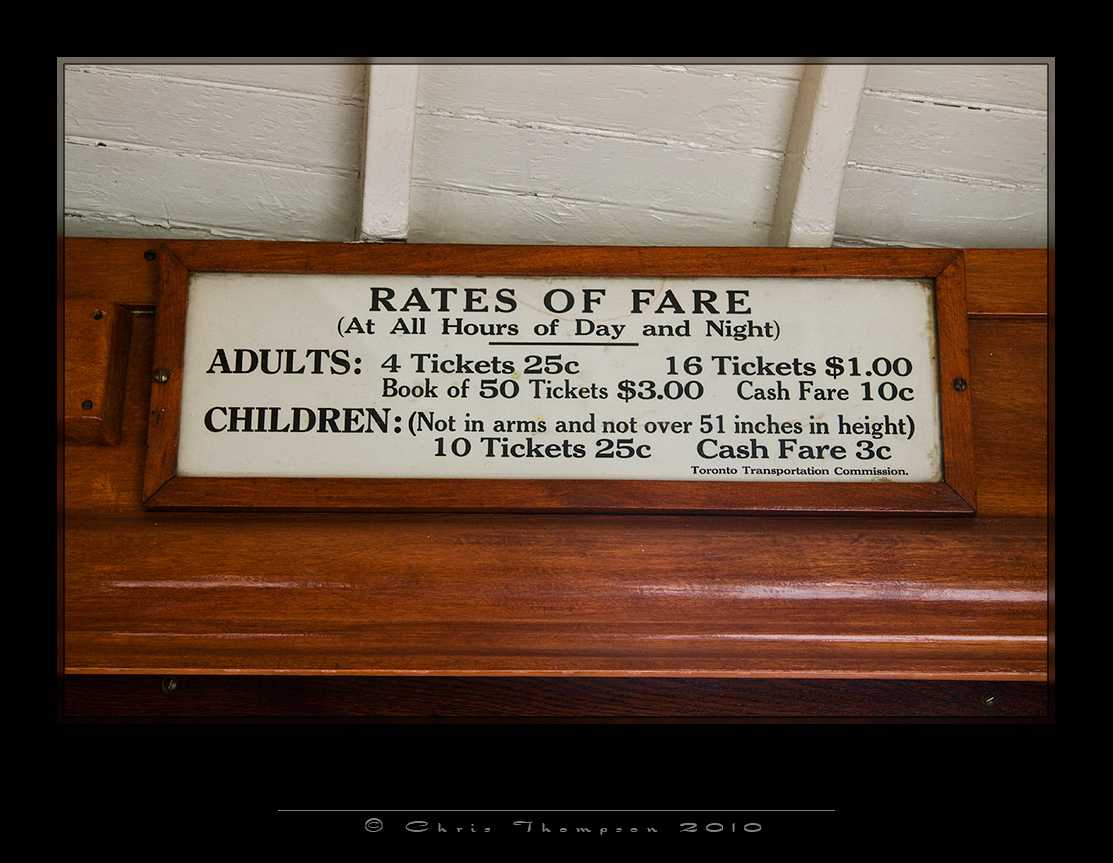 RATES OF FARE
(At All Hours of Day and Night)
ADULTS: 4 Tickets 25c 16 Tickets $1.00
Book of 50 Tickets $3.00 Cash Fare 10c
CHILDREN: (Not in arms and not over 51 inches in height)
10 Tickets 25c Cash Fare 3c
Toronto Transportation Commission.
© Chris Thompson 2010